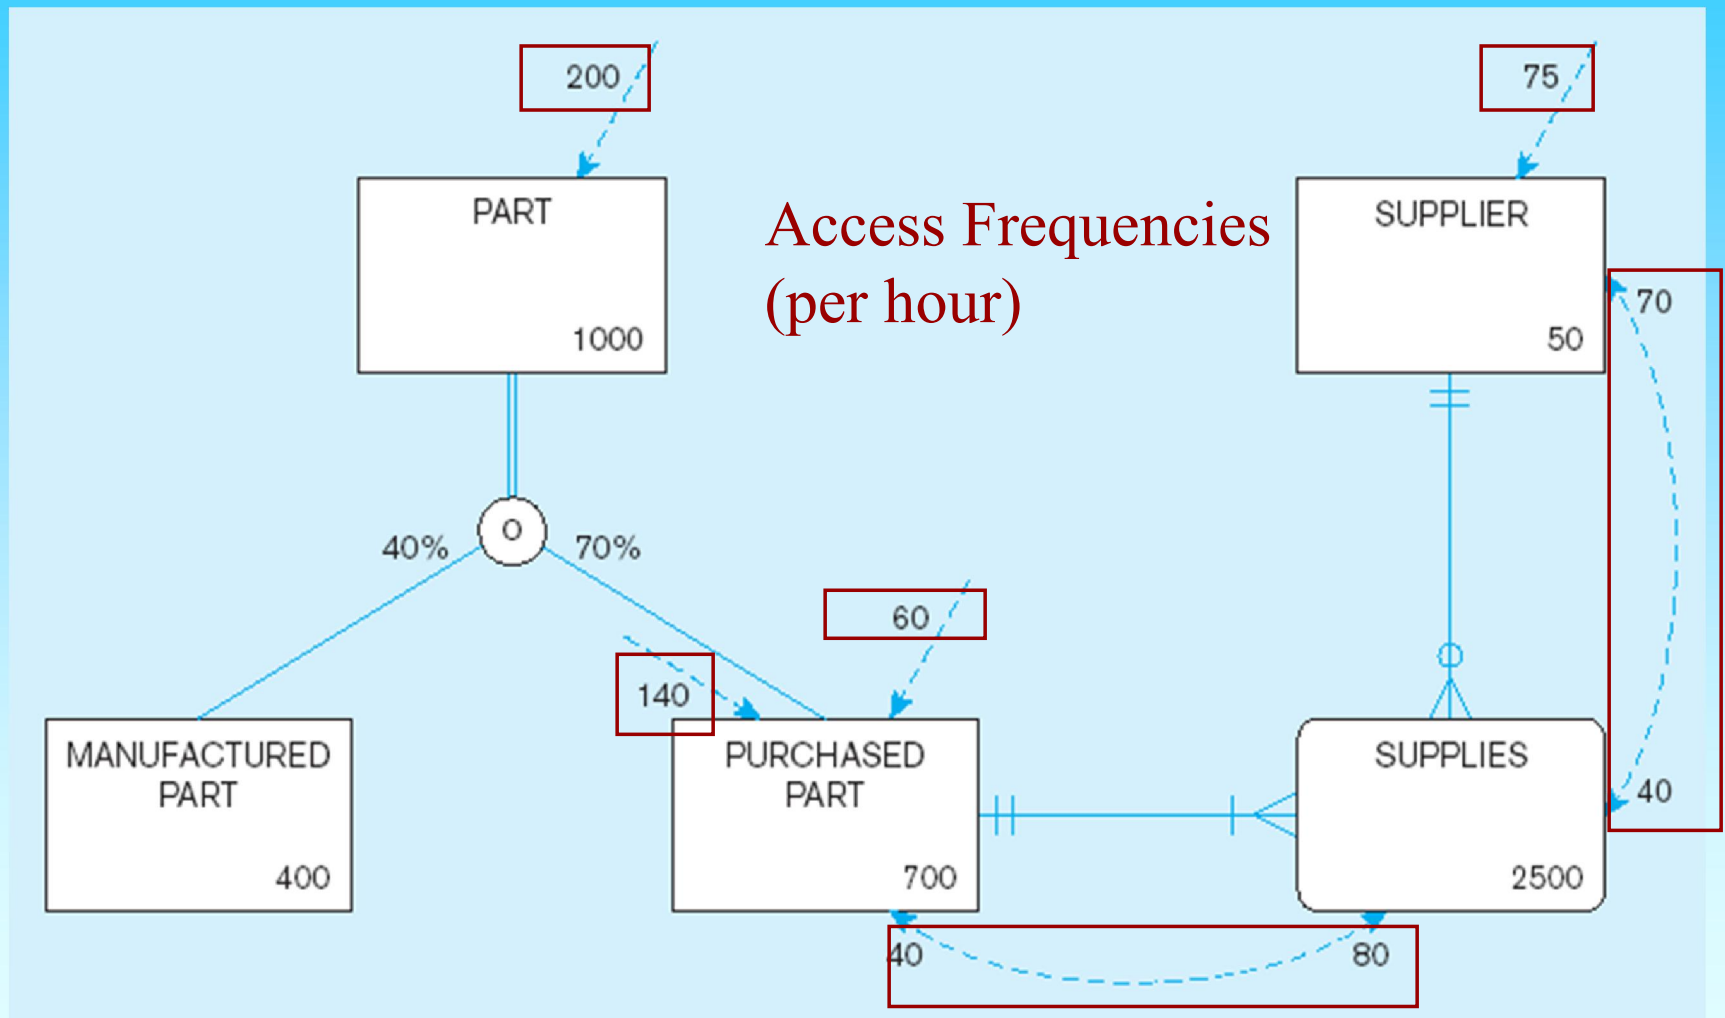 200
75
PART
1000
Access Frequencies
(per hour)
SUPPLIER
50
70
O
40%
70%
60
140
MANUFACTURED
PART
400
PURCHASED
PART
700
SUPPLIES
2500
40
40
80